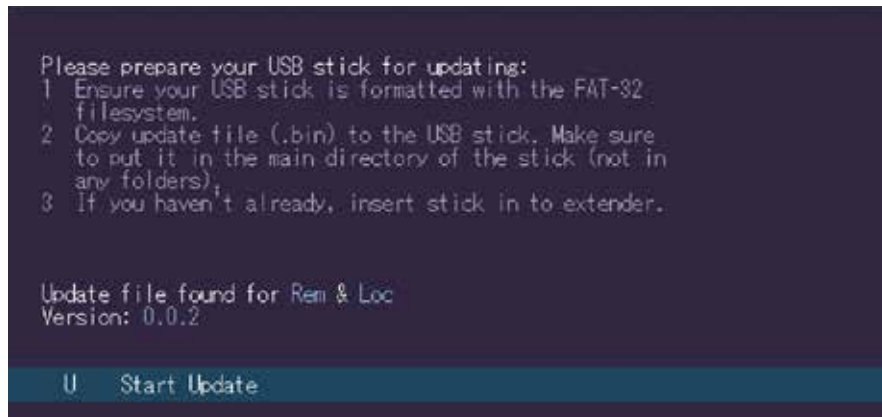 Please prepare your USB stick for updating:
1 Ensure your USB stick is formatted with the FAT-32
filesystem.
2 Copy update file (.bin) to the USB stick. Make sure
to put it in the main directory of the stick (not in
any folders),
3 If you haven't already, insert stick in to extender.
Update file found for Rem & Loc
Version: 0.0.2
U Start Update